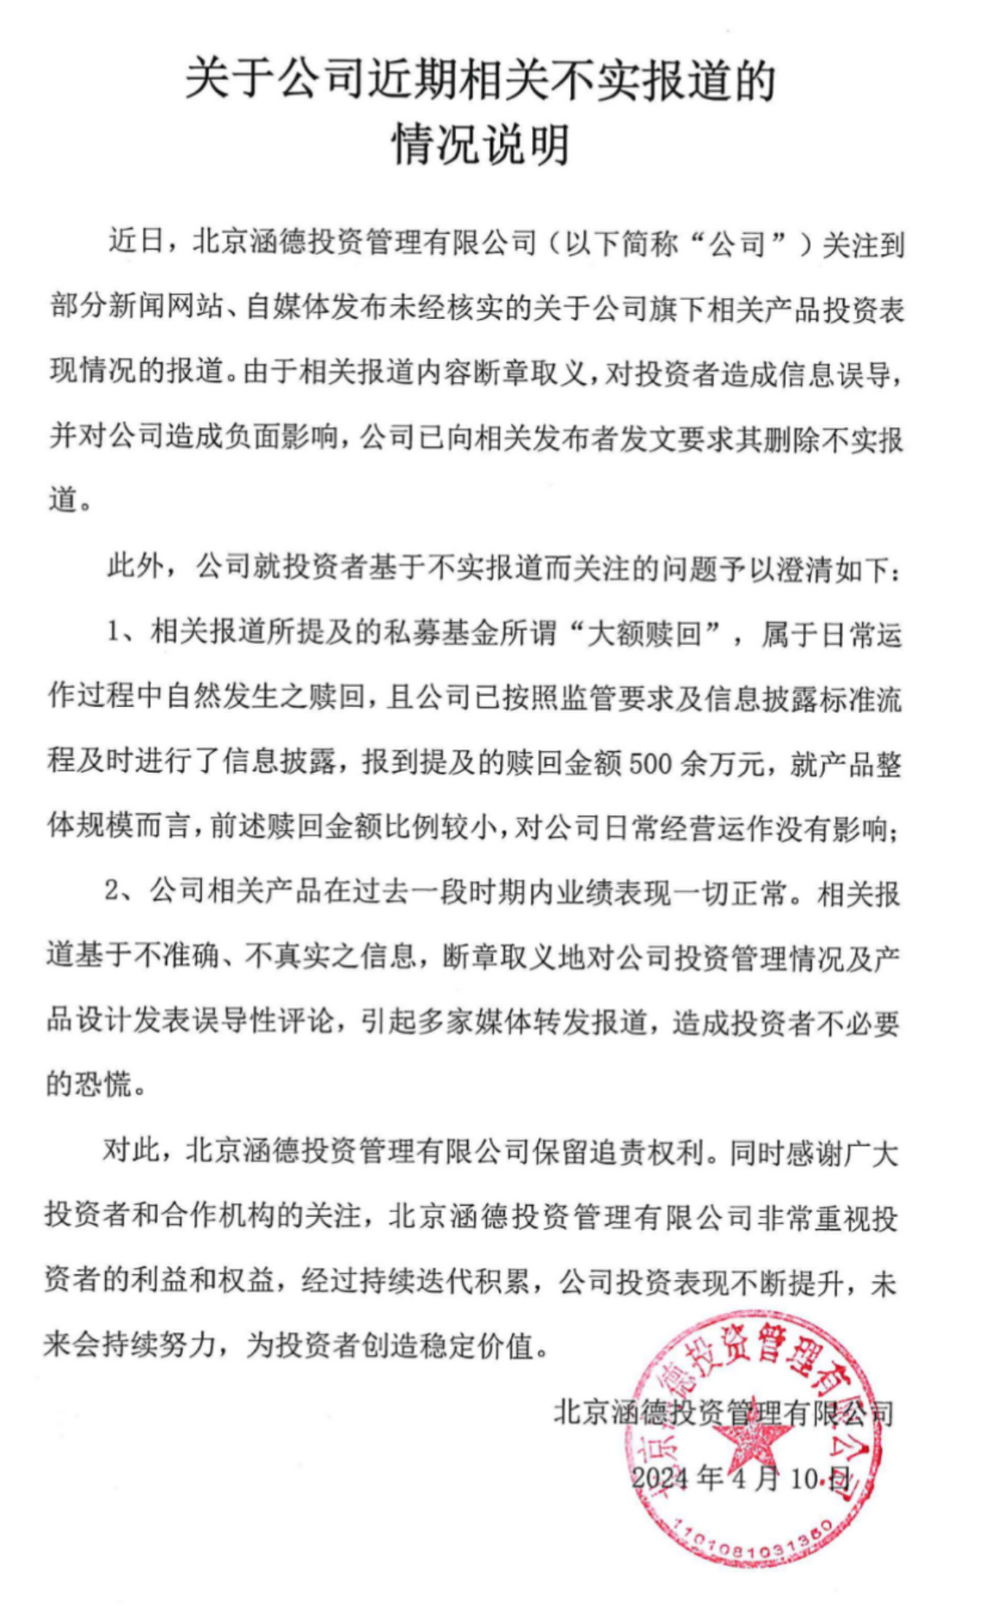 关于公司近期相关不实报道的
情况说明
近日，北京涵德投资管理有限公司（以下简称“公司”）关注到
部分新闻网站、自媒体发布未经核实的关于公司旗下相关产品投资表
现情况的报道。由于相关报道内容断章取义，对投资者造成信息误导，
并对公司造成负面影响，公司已向相关发布者发文要求其删除不实报
道。
此外，公司就投资者基于不实报道而关注的问题予以澄清如下：
1、相关报道所提及的私募基金所谓“大额赎回”，属于日常运
作过程中自然发生之赎回，且公司已按照监管要求及信息披露标准流
程及时进行了信息披露，报到提及的赎回金额 500 余万元，就产品整
体规模而言，前述赎回金额比例较小，对公司日常经营运作没有影响；
2、公司相关产品在过去一段时期内业绩表现一切正常。相关报
道基于不准确、不真实之信息，断章取义地对公司投资管理情况及产
品设计发表误导性评论，引起多家媒体转发报道，造成投资者不必要
的恐慌。
对此，北京涵德投资管理有限公司保留追责权利。同时感谢广大
投资者和合作机构的关注，北京涵德投资管理有限公司非常重视投
资者的利益和权益，经过持续迭代积累，公司投资表现不断提升，未
来会持续努力，为投资者创造稳定价值。
北京涵德投资管理有限公司
2024 年 4 月 10 日
北京涵德投资管理有限公司
1101081031360